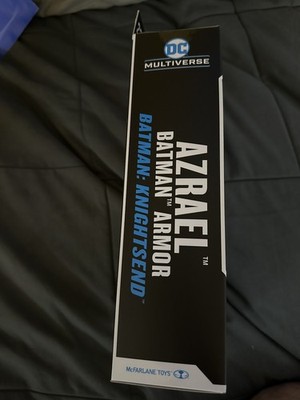 DC
MULTIVERSE
AZRAEL™
BATMAN™ ARMOR
BATMAN: KNIGHTSEND™
McFARLANE TOYS